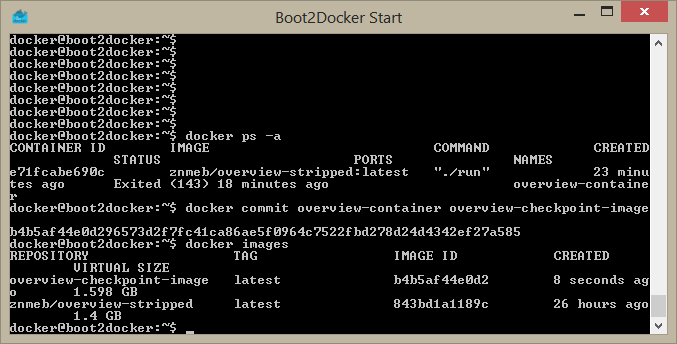 Boot2Docker Start
docker@boot2docker:~$
docker@boot2docker:~$
docker@boot2docker:~$
docker@boot2docker:~$
docker@boot2docker:~$
docker@boot2docker:~$
docker@boot2docker:~$
docker@boot2docker:~$
docker@boot2docker:~$ docker ps -a
CONTAINER ID        IMAGE                            COMMAND             CREATED
             STATUS                        PORTS               NAMES
e71fcabe690c        znmeb/overview-stripped:latest   "./run"             23 minu
tes ago      Exited (143) 18 minutes ago                       overview-containe
r
docker@boot2docker:~$ docker commit overview-container overview-checkpoint-image
b4b5af44e0d296573d2f7fc41ca86ae5f0964c7522fbd278d24d4342ef27a585
docker@boot2docker:~$ docker images
REPOSITORY                  TAG                 IMAGE ID            CREATED
        VIRTUAL SIZE
overview-checkpoint-image   latest              b4b5af44e0d2        8 seconds ag
o       1.598 GB
znmeb/overview-stripped     latest              843bd1a1189c        26 hours ago
        1.4 GB
docker@boot2docker:~$ _